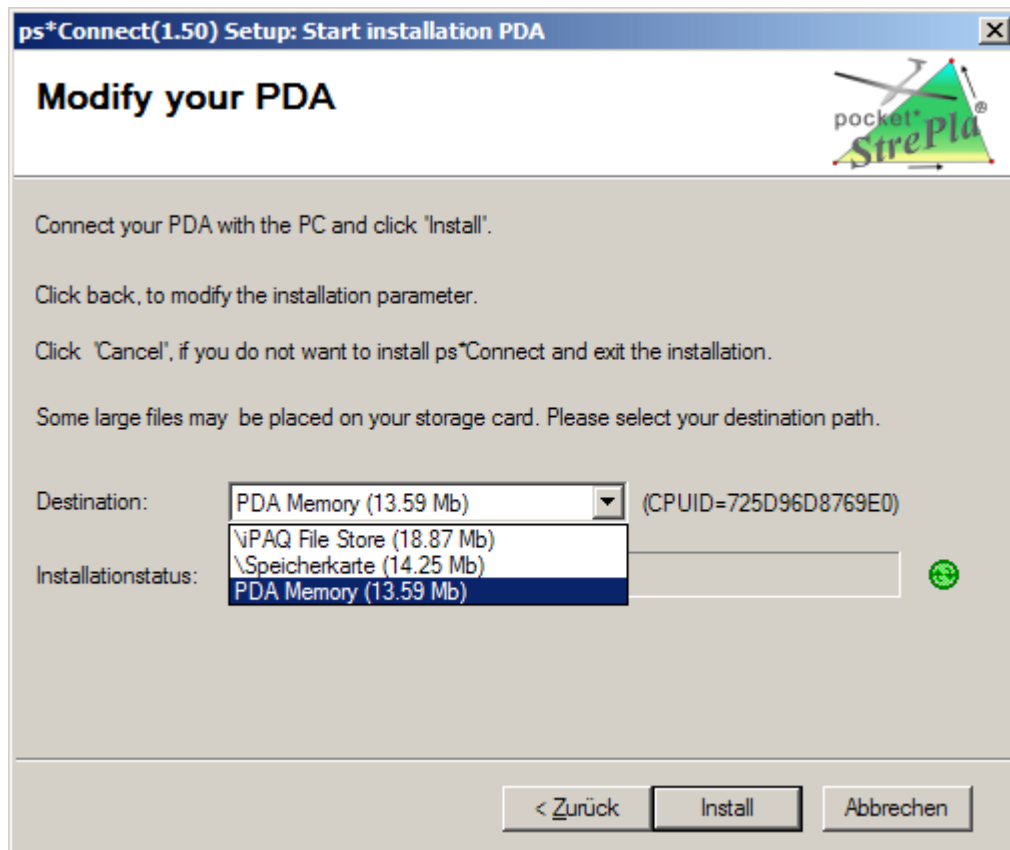 ps*Connect(1.50) Setup: Start installation PDA
Modify your PDA
pocket*
StrePla®
Connect your PDA with the PC and click 'Install'.
Click back, to modify the installation parameter.
Click 'Cancel', if you do not want to install ps*Connect and exit the installation.
Some large files may be placed on your storage card. Please select your destination path.
Destination: PDA Memory (13.59 Mb) (CPUID=725D96D8769E0)
\iPAQ File Store (18.87 Mb)
\Speicherkarte (14.25 Mb)
Installationstatus: PDA Memory (13.59 Mb)
< Zurück Install Abbrechen